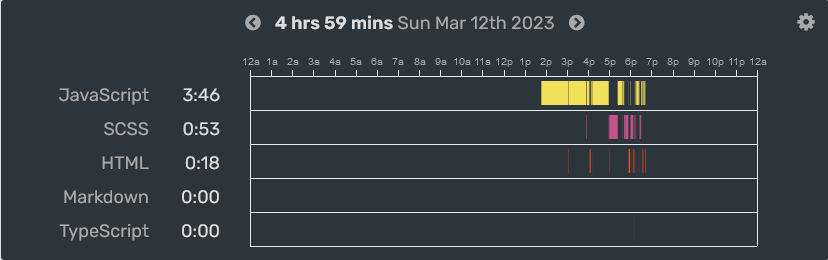 4 hrs 59 mins Sun Mar 12th 2023
12a 1a 2a 3a 4a 5a 6a 7a 8a 9a 10a 11a 12p 1p 2p 3p 4p 5p 6p 7p 8p 9p 10p 11p 12a
JavaScript 3:46
SCSS 0:53
HTML 0:18
Markdown 0:00
TypeScript 0:00